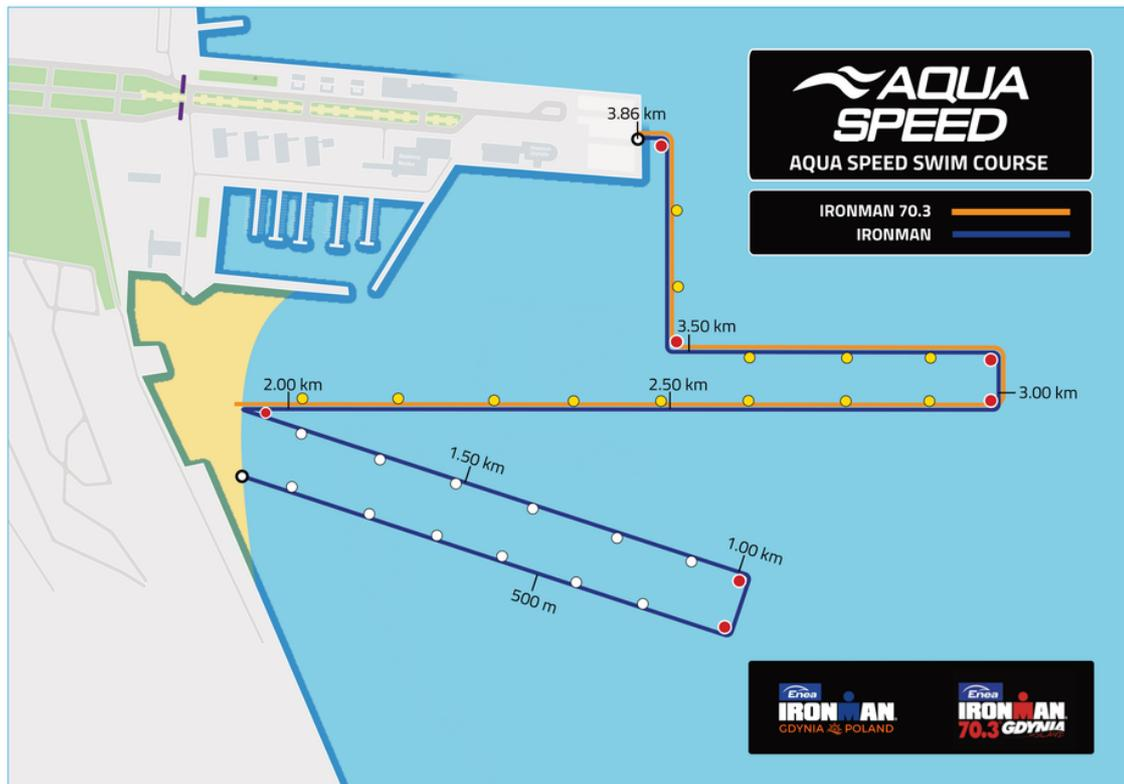 AQUA
SPEED
AQUA SPEED SWIM COURSE
IRONMAN 70.3
IRONMAN
3.86 km
3.50 km
3.00 km
2.00 km
2.50 km
1.50 km
1.00 km
500 m
Enea
IRONMAN
GDYNIA POLAND
Enea
IRONMAN
70.3 GDYNIA